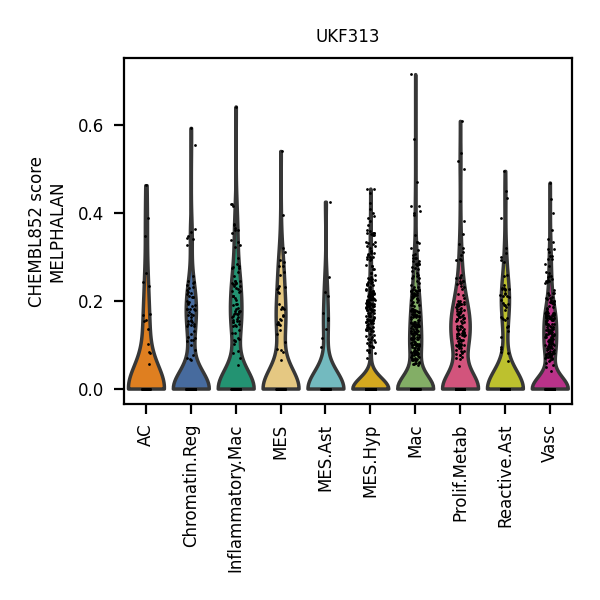 UKF313
CHEMBL852 score
MELPHALAN
0.6
0.4
0.2
0.0
AC
Chromatin.Reg
Inflammatory.Mac
MES
MES.Ast
MES.Hyp
Mac
Prolif.Metab
Reactive.Ast
Vasc